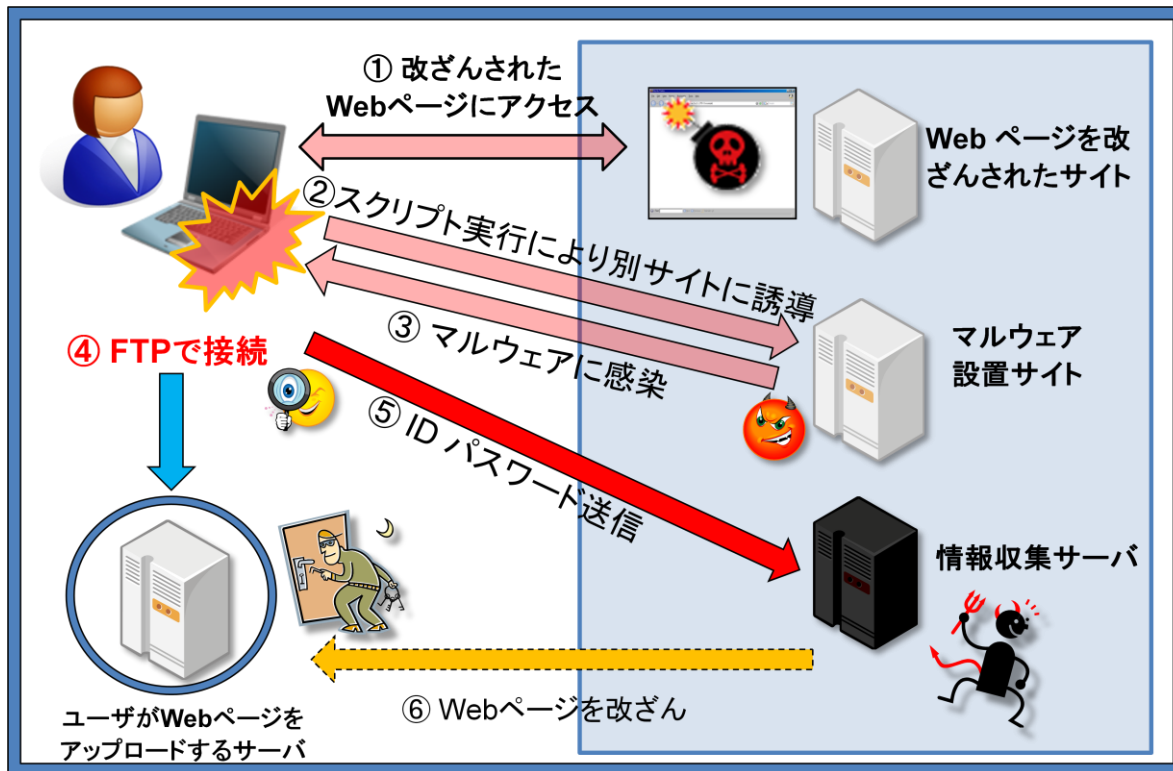 ① 改ざんされた
Webページにアクセス
Web ページを改
ざんされたサイト
②スクリプト実行により別サイトに誘導
③ マルウェアに感染
マルウェア
設置サイト
④ FTPで接続
⑤ ID パスワード送信
情報収集サーバ
⑥ Webページを改ざん
ユーザがWebページを
アップロードするサーバ